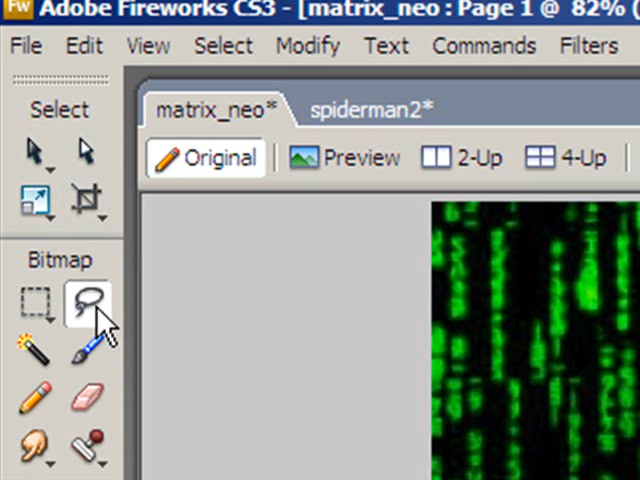 Fw Adobe Fireworks CS3 - [matrix_neo : Page 1 @ 82% (
File Edit View Select Modify Text Commands Filters
Select
matrix_neo* spiderman2*
Original Preview 2-Up 4-Up
Bitmap